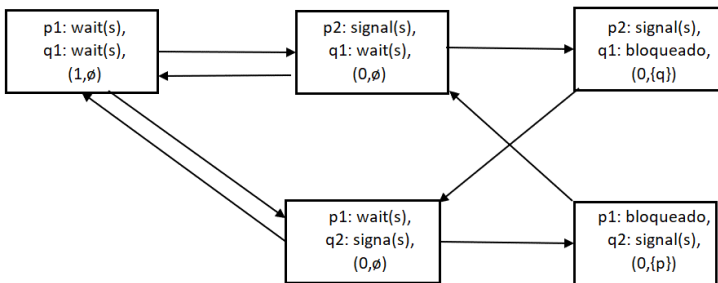 p1: wait(s),
q1: wait(s),
(1,ø)
p2: signal(s),
q1: wait(s),
(0,ø)
p2: signal(s),
q1: bloqueado,
(0,{q})
p1: wait(s),
q2: signa(s),
(0,ø)
p1: bloqueado,
q2: signal(s),
(0,{p})